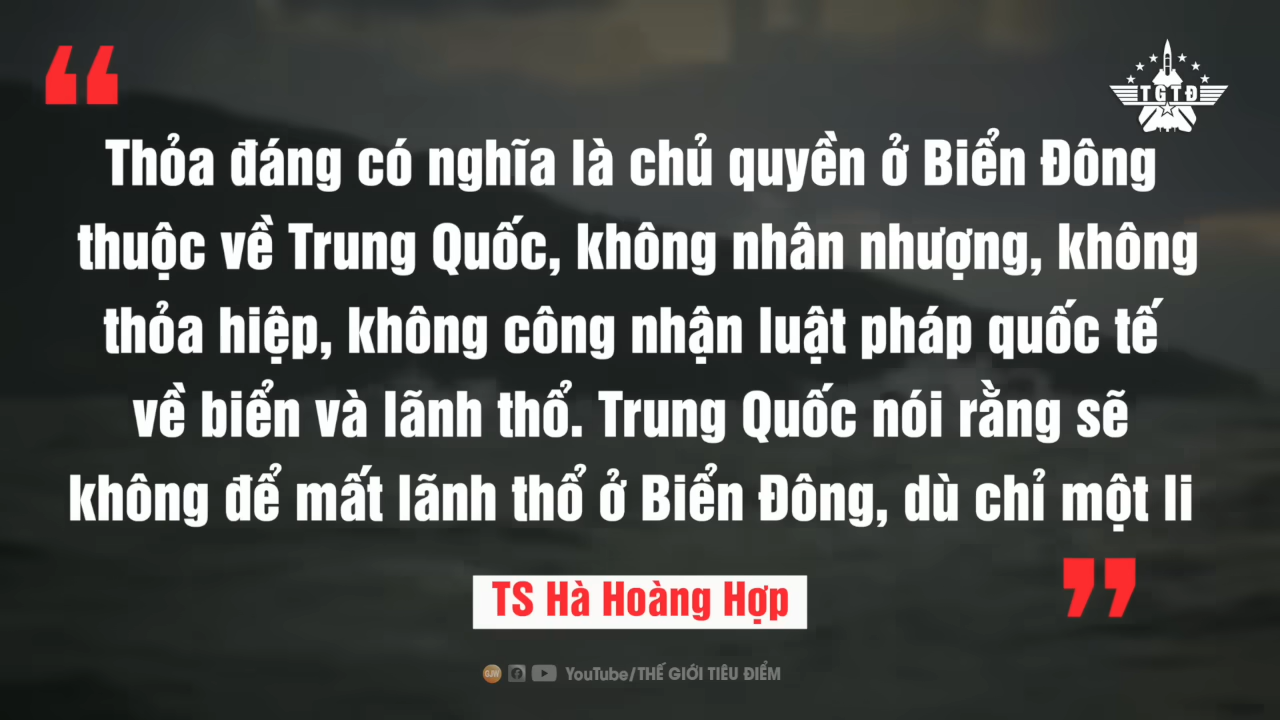 “
TGTĐ
Thỏa đáng có nghĩa là chủ quyền ở Biển Đông
thuộc về Trung Quốc, không nhân nhượng, không
thỏa hiệp, không công nhận luật pháp quốc tế
về biển và lãnh thổ. Trung Quốc nói rằng sẽ
không để mất lãnh thổ ở Biển Đông, dù chỉ một li
”
TS Hà Hoàng Hợp
GJW YouTube/THẾ GIỚI TIÊU ĐIỂM